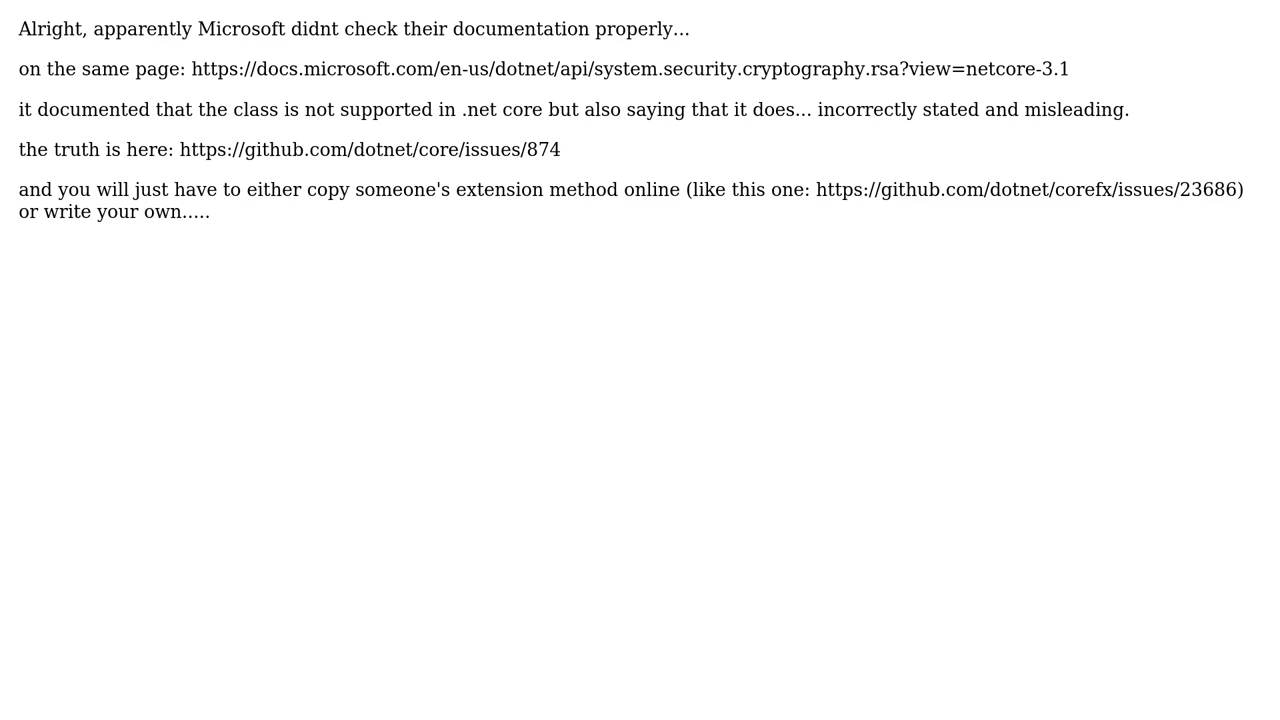 Alright, apparently Microsoft didnt check their documentation properly...
on the same page: https://docs.microsoft.com/en-us/dotnet/api/system.security.cryptography.rsa?view=netcore-3.1
it documented that the class is not supported in .net core but also saying that it does... incorrectly stated and misleading.
the truth is here: https://github.com/dotnet/core/issues/874
and you will just have to either copy someone's extension method online (like this one: https://github.com/dotnet/corefx/issues/23686)
or write your own.....